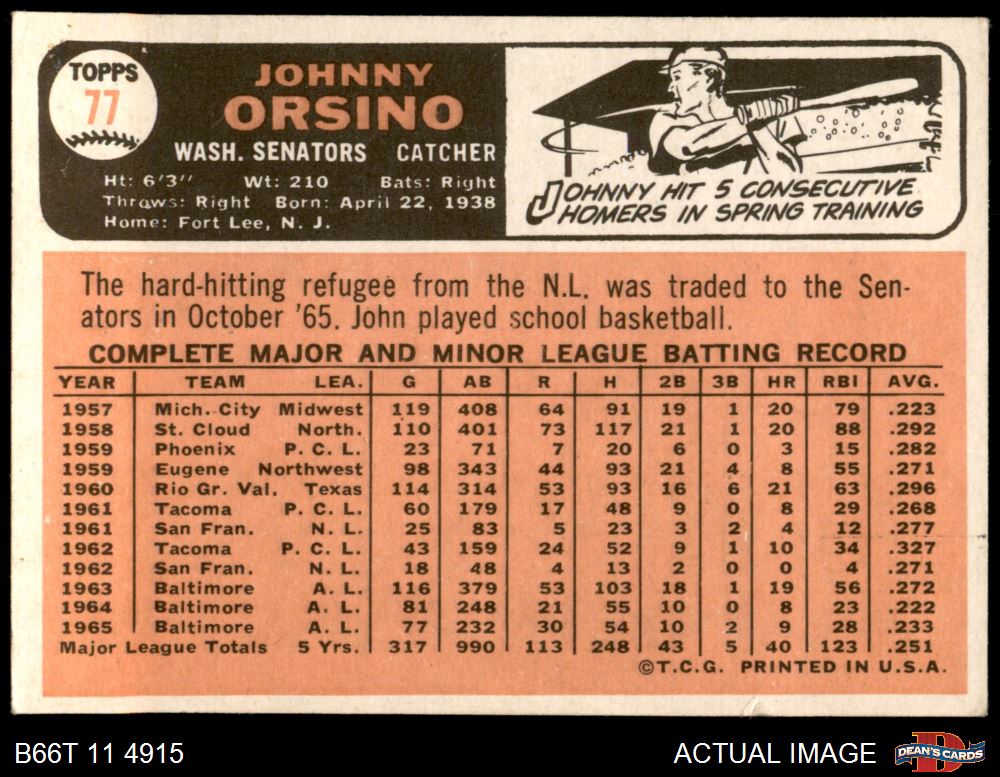 TOPPS
77
JOHNNY
ORSINO
WASH. SENATORS CATCHER
Ht: 6'3" Wt: 210 Bats: Right
Throws: Right Born: April 22, 1938
Home: Fort Lee, N. J.
JOHNNY HIT 5 CONSECUTIVE
HOMERS IN SPRING TRAINING
The hard-hitting refugee from the N.L. was traded to the Sen-
ators in October '65. John played school basketball.
COMPLETE MAJOR AND MINOR LEAGUE BATTING RECORD
YEAR TEAM LEA. G AB R H 2B 3B HR RBI AVG.
1957 Mich. City Midwest 119 408 64 91 19 1 20 79 .223
1958 St. Cloud North. 110 401 73 117 21 1 20 88 .292
1959 Phoenix P. C. L. 23 71 7 20 6 0 3 15 .282
1959 Eugene Northwest 98 343 44 93 21 4 8 55 .271
1960 Rio Gr. Val. Texas 114 314 53 93 16 6 21 63 .296
1961 Tacoma P. C. L. 60 179 17 48 9 0 8 29 .268
1961 San Fran. N. L. 25 83 5 23 3 2 4 12 .277
1962 Tacoma P. C. L. 43 159 24 52 9 1 10 34 .327
1962 San Fran. N. L. 18 48 4 13 2 0 0 4 .271
1963 Baltimore A. L. 116 379 53 103 18 1 19 56 .272
1964 Baltimore A. L. 81 248 21 55 10 0 8 23 .222
1965 Baltimore A. L. 77 232 30 54 10 2 9 28 .233
Major League Totals 5 Yrs. 317 990 113 248 43 5 40 123 .251
©T.C.G. PRINTED IN U.S.A.
B66T 11 4915
ACTUAL IMAGE
DEAN'S CARDS